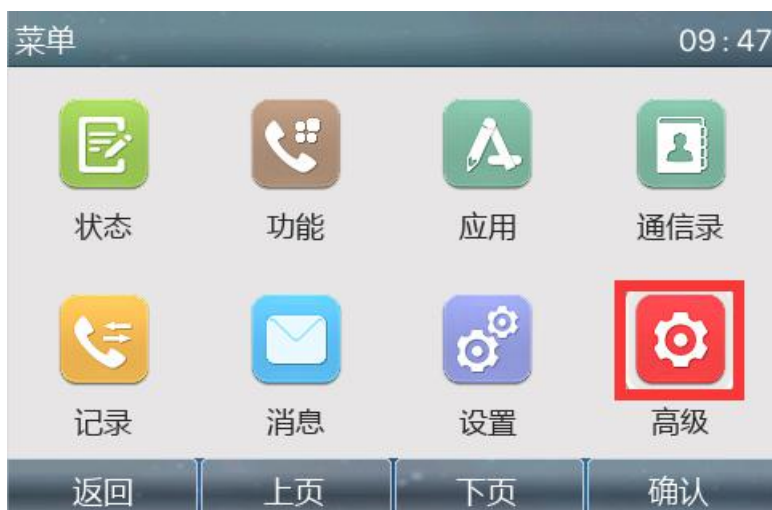 菜单 09:47
状态 功能 应用 通信录
记录 消息 设置 高级
返回 上页 下页 确认